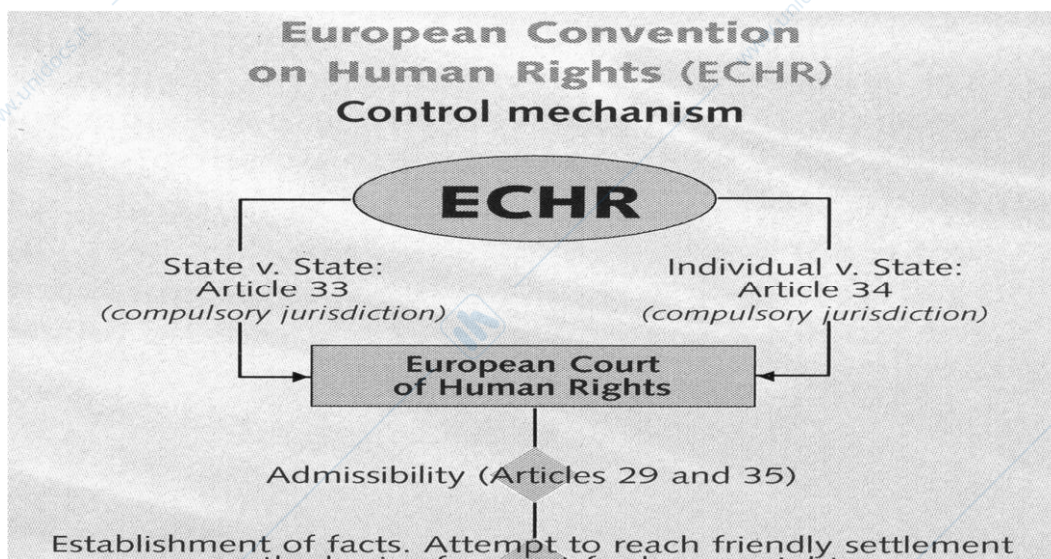 European Convention
on Human Rights (ECHR)
Control mechanism
ECHR
State v. State:
Article 33
(compulsory jurisdiction)
Individual v. State:
Article 34
(compulsory jurisdiction)
European Court
of Human Rights
Admissibility (Articles 29 and 35)
Establishment of facts. Attempt to reach friendly settlement